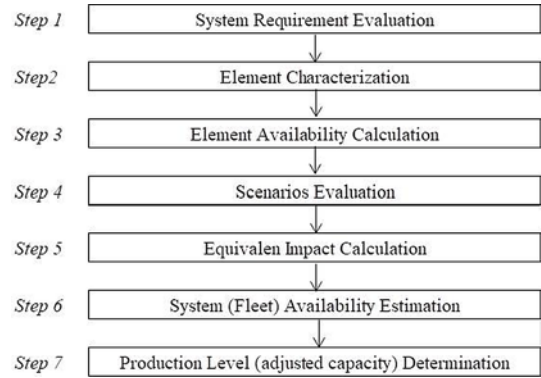 Step 1 System Requirement Evaluation
Step2 Element Characterization
Step 3 Element Availability Calculation
Step 4 Scenarios Evaluation
Step 5 Equivalen Impact Calculation
Step 6 System (Fleet) Availability Estimation
Step 7 Production Level (adjusted capacity) Determination